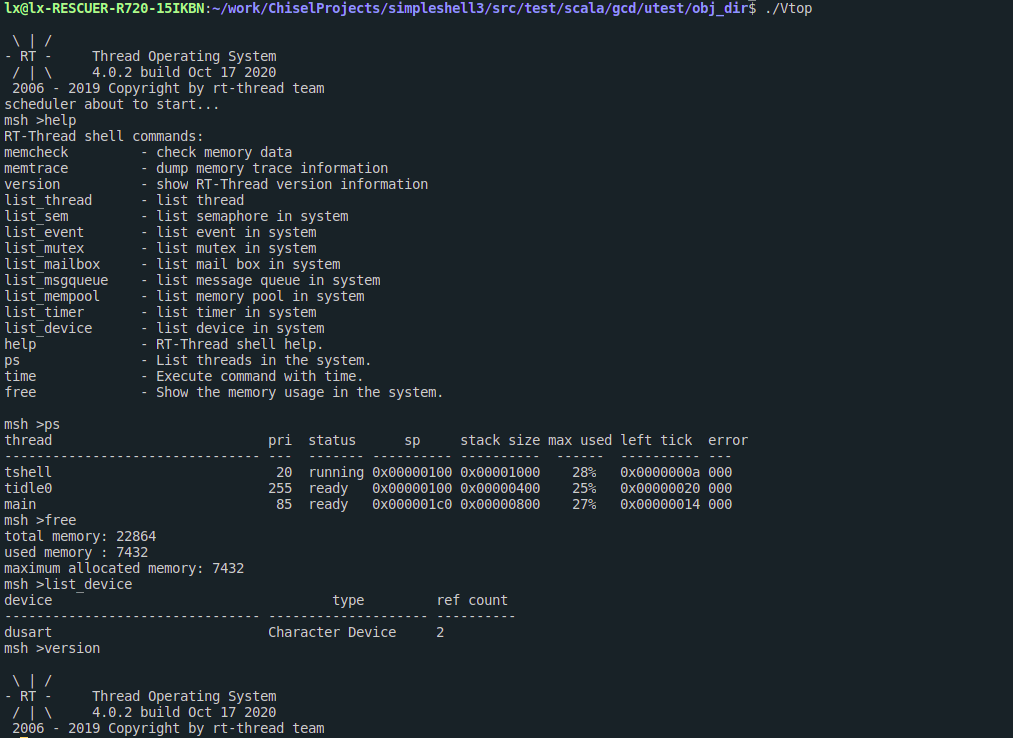 lx@lx-RESCUER-R720-15IKBN:~/work/ChiselProjects/simpleshell3/src/test/scala/gcd/utest/obj_dir$ ./Vtop

 \ | /
- RT -     Thread Operating System
 / | \     4.0.2 build Oct 17 2020
 2006 - 2019 Copyright by rt-thread team
scheduler about to start...
msh >help
RT-Thread shell commands:
memcheck         - check memory data
memtrace         - dump memory trace information
version          - show RT-Thread version information
list_thread      - list thread
list_sem         - list semaphore in system
list_event       - list event in system
list_mutex       - list mutex in system
list_mailbox     - list mail box in system
list_msgqueue    - list message queue in system
list_mempool     - list memory pool in system
list_timer       - list timer in system
list_device      - list device in system
help             - RT-Thread shell help.
ps               - List threads in the system.
time             - Execute command with time.
free             - Show the memory usage in the system.

msh >ps
thread                           pri  status      sp     stack size max used left tick  error
-------------------------------- ---  ------- ---------- ----------  ------  ---------- ---
tshell                            20  running 0x00000100 0x00001000    28%   0x0000000a 000
tidle0                           255  ready   0x00000100 0x00000400    25%   0x00000020 000
main                              85  ready   0x000001c0 0x00000800    27%   0x00000014 000
msh >free
total memory: 22864
used memory : 7432
maximum allocated memory: 7432
msh >list_device
device                                   type         ref count
-------------------------------- -------------------- ----------
dusart                           Character Device     2
msh >version

 \ | /
- RT -     Thread Operating System
 / | \     4.0.2 build Oct 17 2020
 2006 - 2019 Copyright by rt-thread team